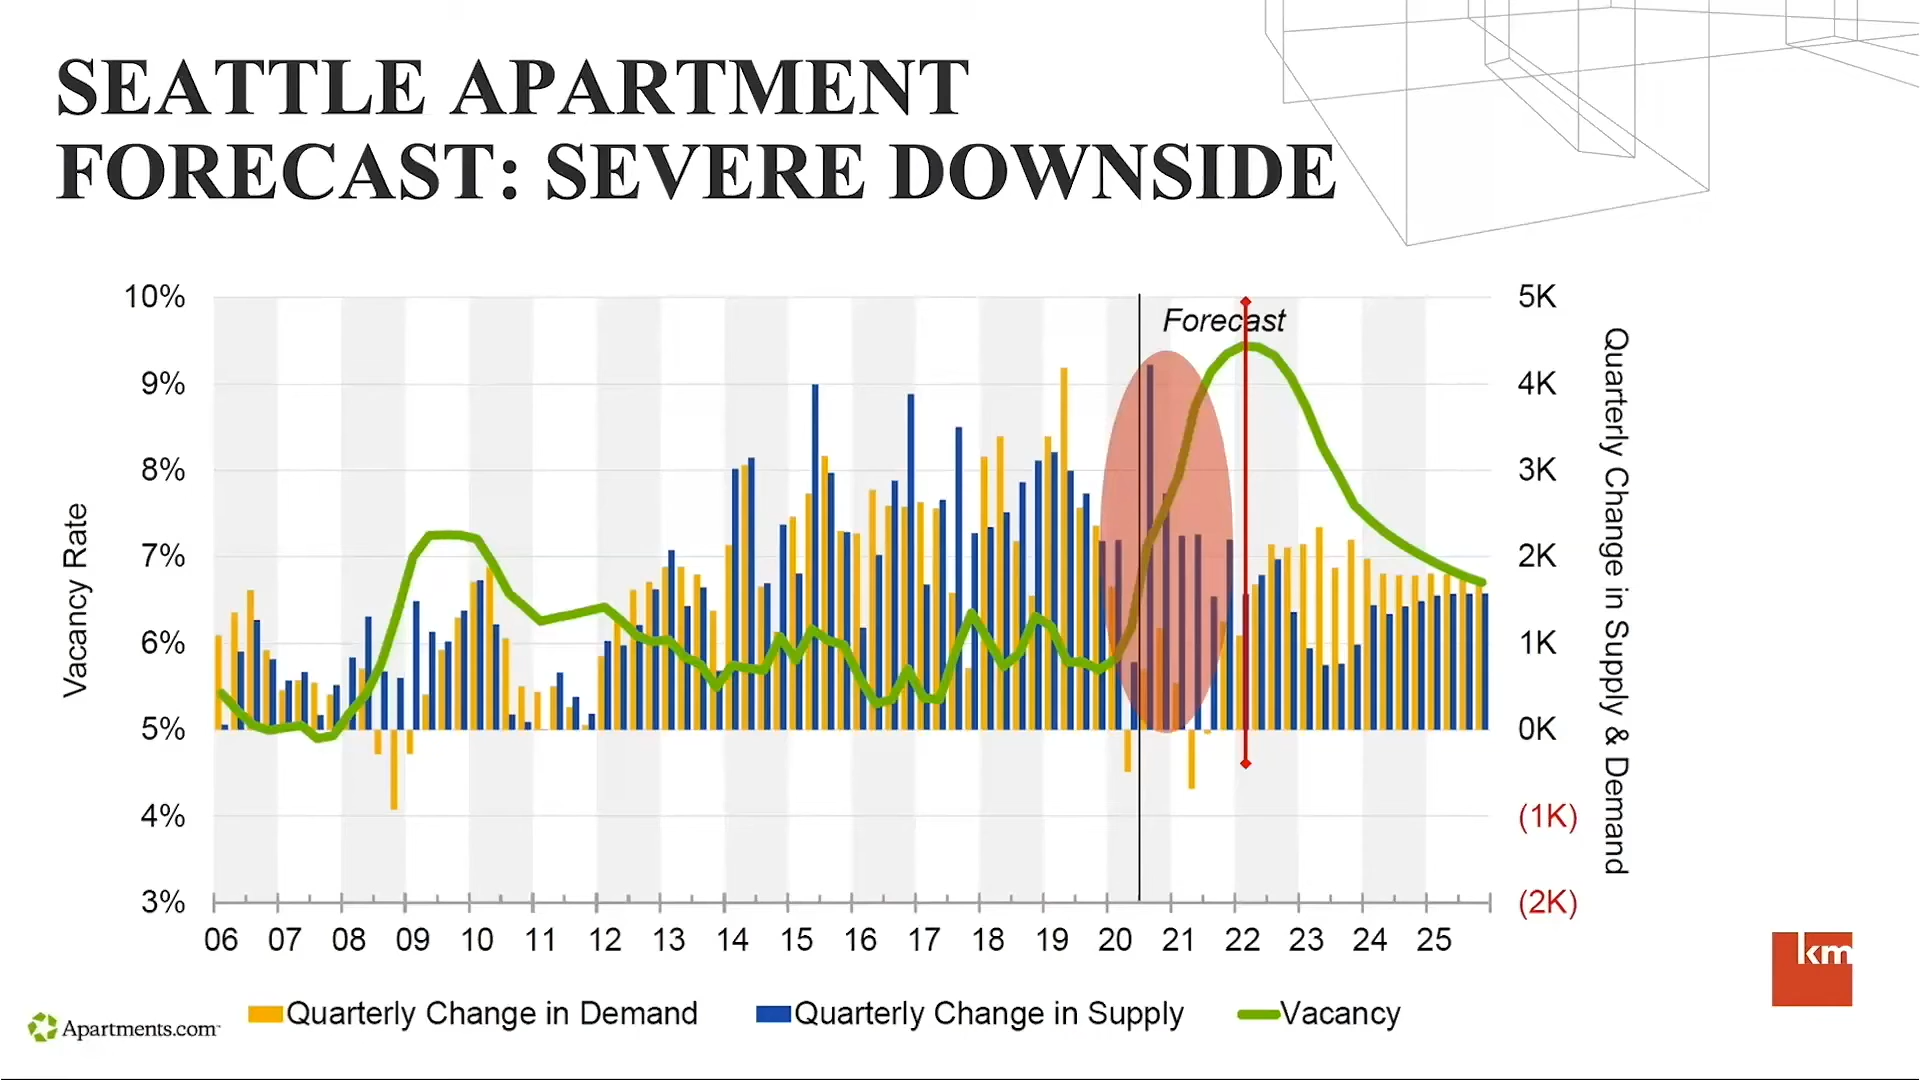 SEATTLE APARTMENT
FORECAST: SEVERE DOWNSIDE
10%
9%
8%
7%
6%
5%
4%
3%
Vacancy Rate
Forecast
5K
4K
3K
2K
1K
0K
(1K)
(2K)
Quarterly Change in Supply & Demand
06 07 08 09 10 11 12 13 14 15 16 17 18 19 20 21 22 23 24 25
Quarterly Change in Demand Quarterly Change in Supply Vacancy
Apartments.com
km